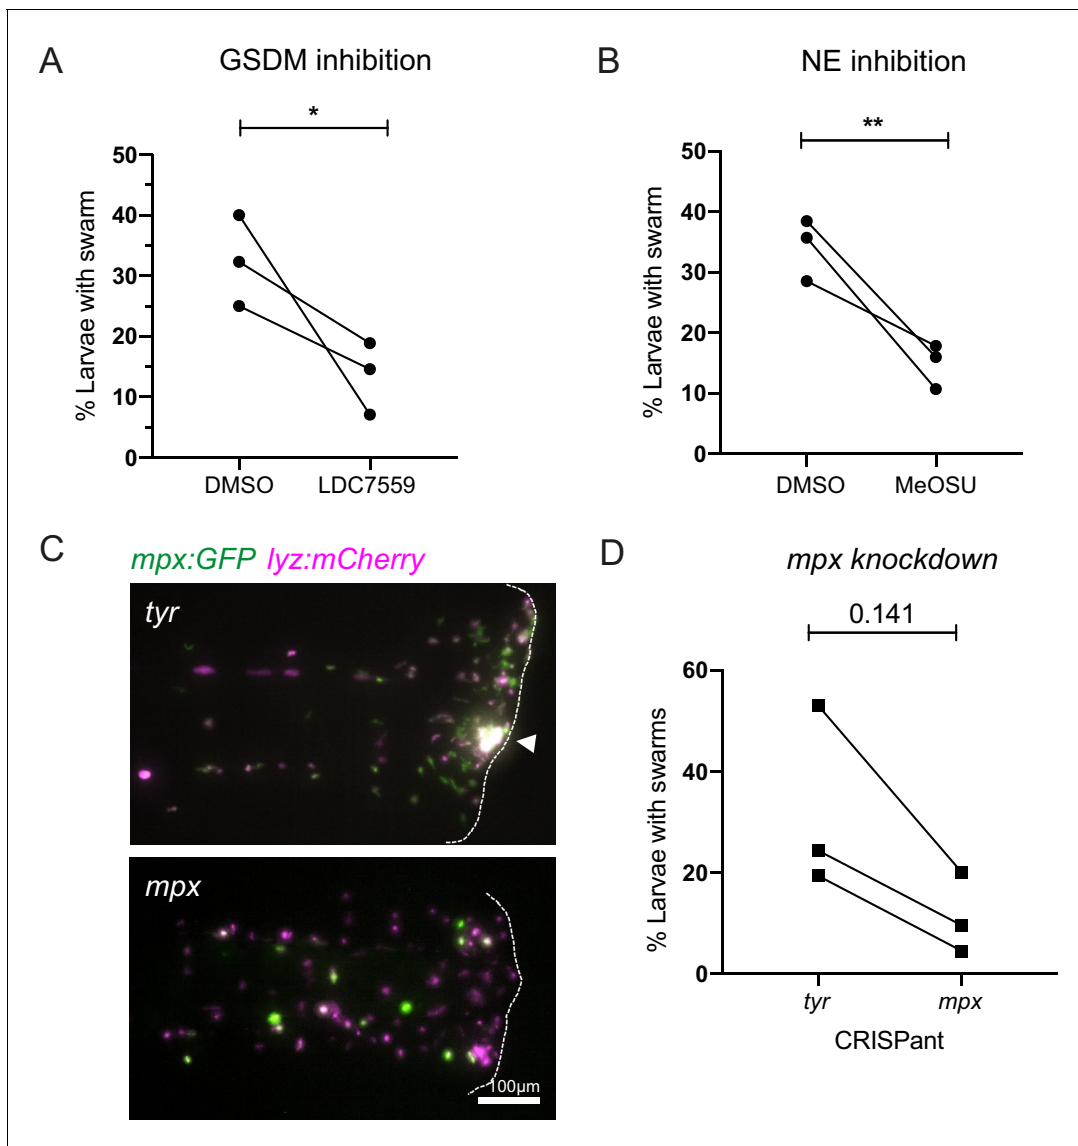 A
GSDM inhibition
*
% Larvae with swarm
50
40
30
20
10
0
DMSO
LDC7559
B
NE inhibition
**
% Larvae with swarm
50
40
30
20
10
0
DMSO
MeOSU
C
mpx:GFP lyz:mCherry
tyr
mpx
100µm
D
mpx knockdown
0.141
% Larvae with swarms
60
40
20
0
tyr
mpx
CRISPant